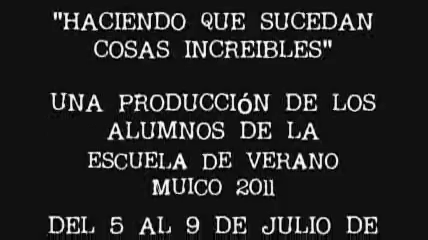 "HACIENDO QUE SUCEDAN
COSAS INCREIBLES"
UNA PRODUCCIÓN DE LOS
ALUMNOS DE LA
ESCUELA DE VERANO
MUICO 2011
DEL 5 AL 9 DE JULIO DE